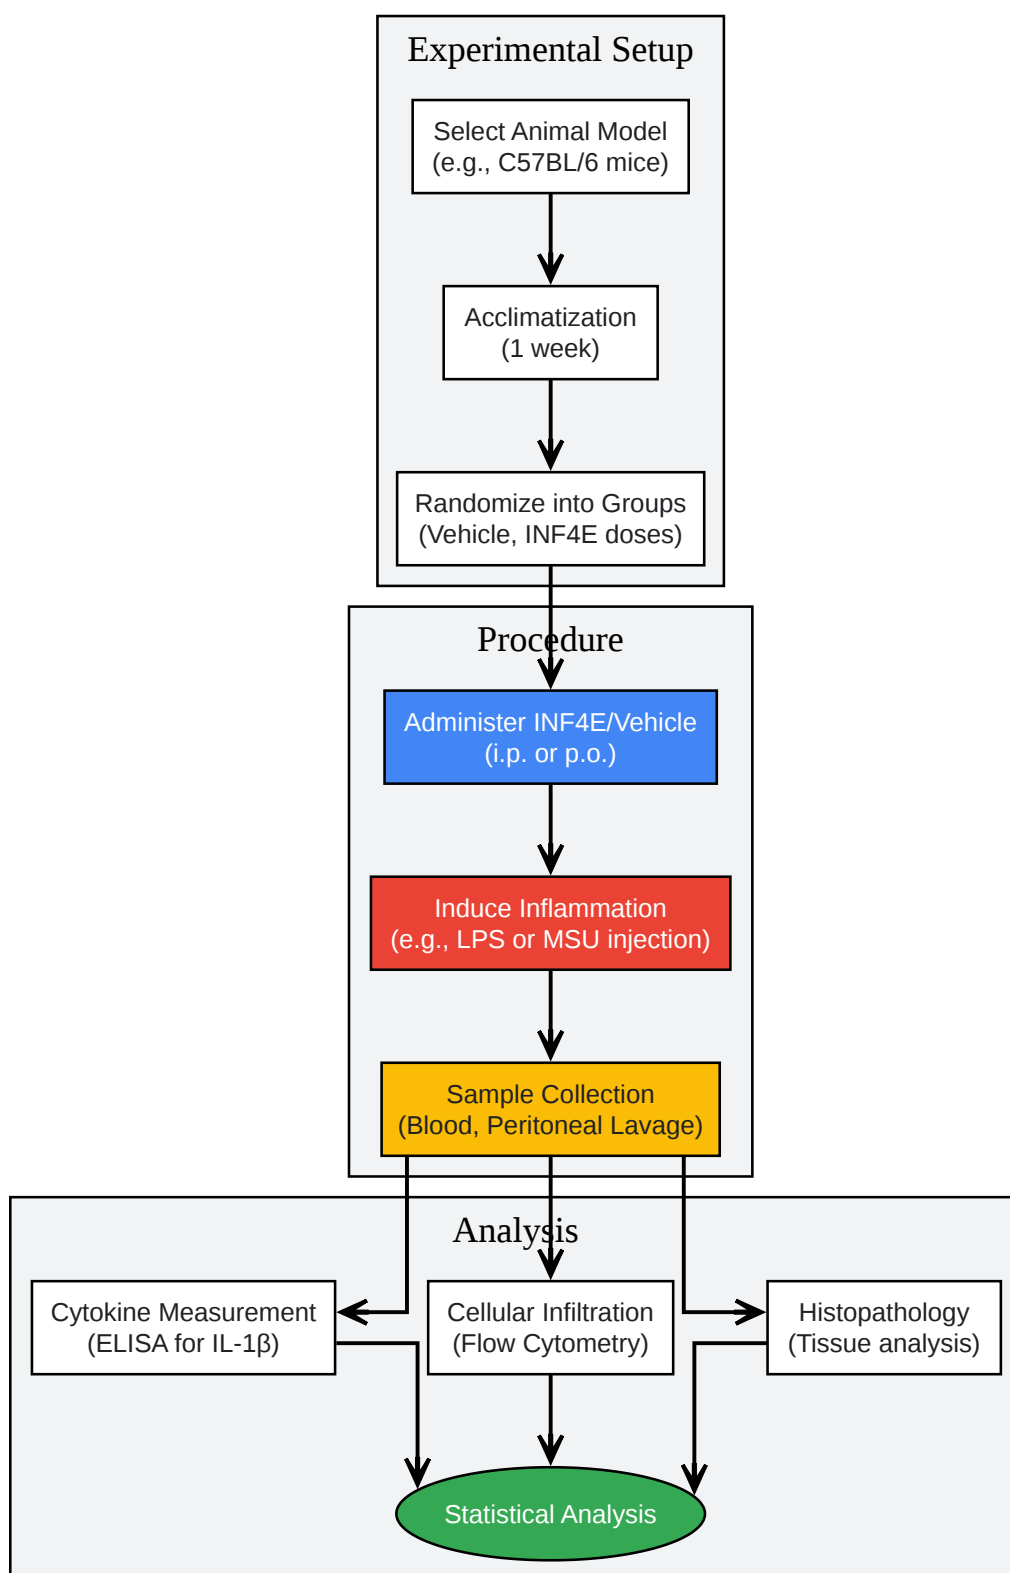 Experimental Setup
Select Animal Model
(e.g., C57BL/6 mice)
Acclimatization
(1 week)
Randomize into Groups
(Vehicle, INF4E doses)
Procedure
Administer INF4E/Vehicle
(i.p. or p.o.)
Induce Inflammation
(e.g., LPS or MSU injection)
Sample Collection
(Blood, Peritoneal Lavage)
Analysis
Cytokine Measurement
(ELISA for IL-1β)
Cellular Infiltration
(Flow Cytometry)
Histopathology
(Tissue analysis)
Statistical Analysis